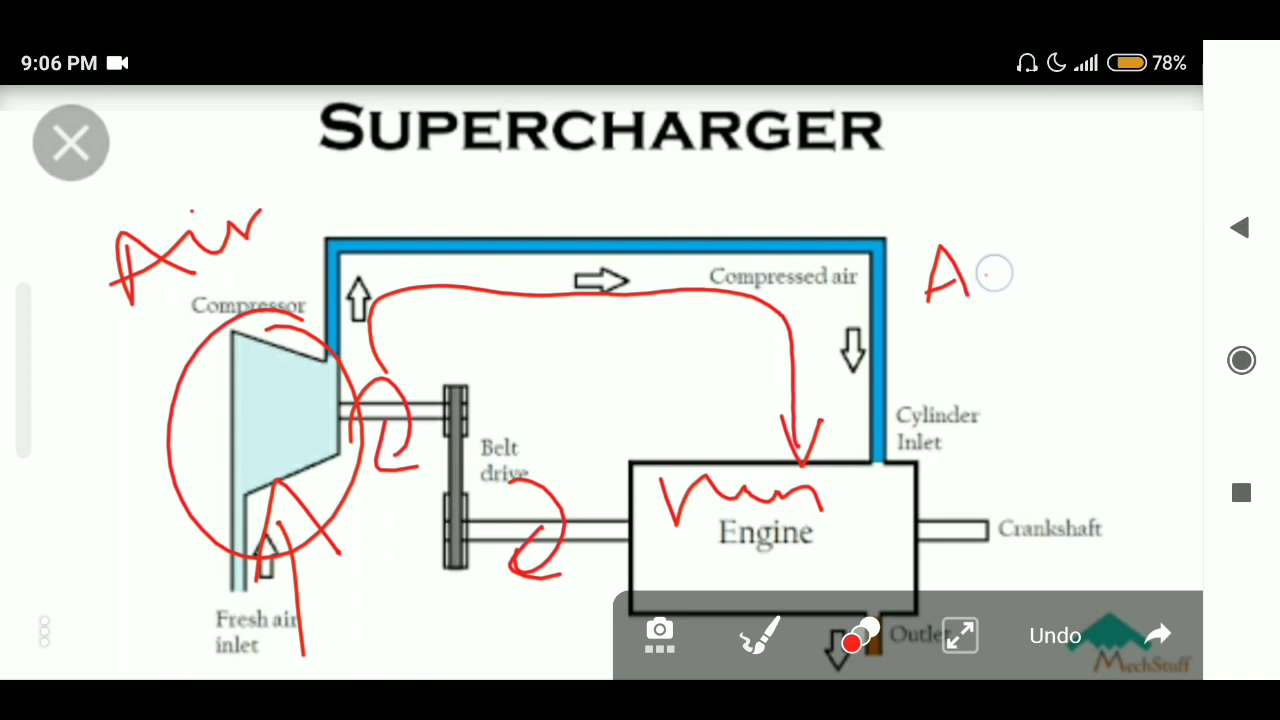 9:06 PM
78%
SUPERCHARGER
Air
A
Compressor
Compressed air
Cylinder
Inlet
Belt
drive
Engine
Crankshaft
Fresh air
inlet
Outlet
Undo
MechStuff